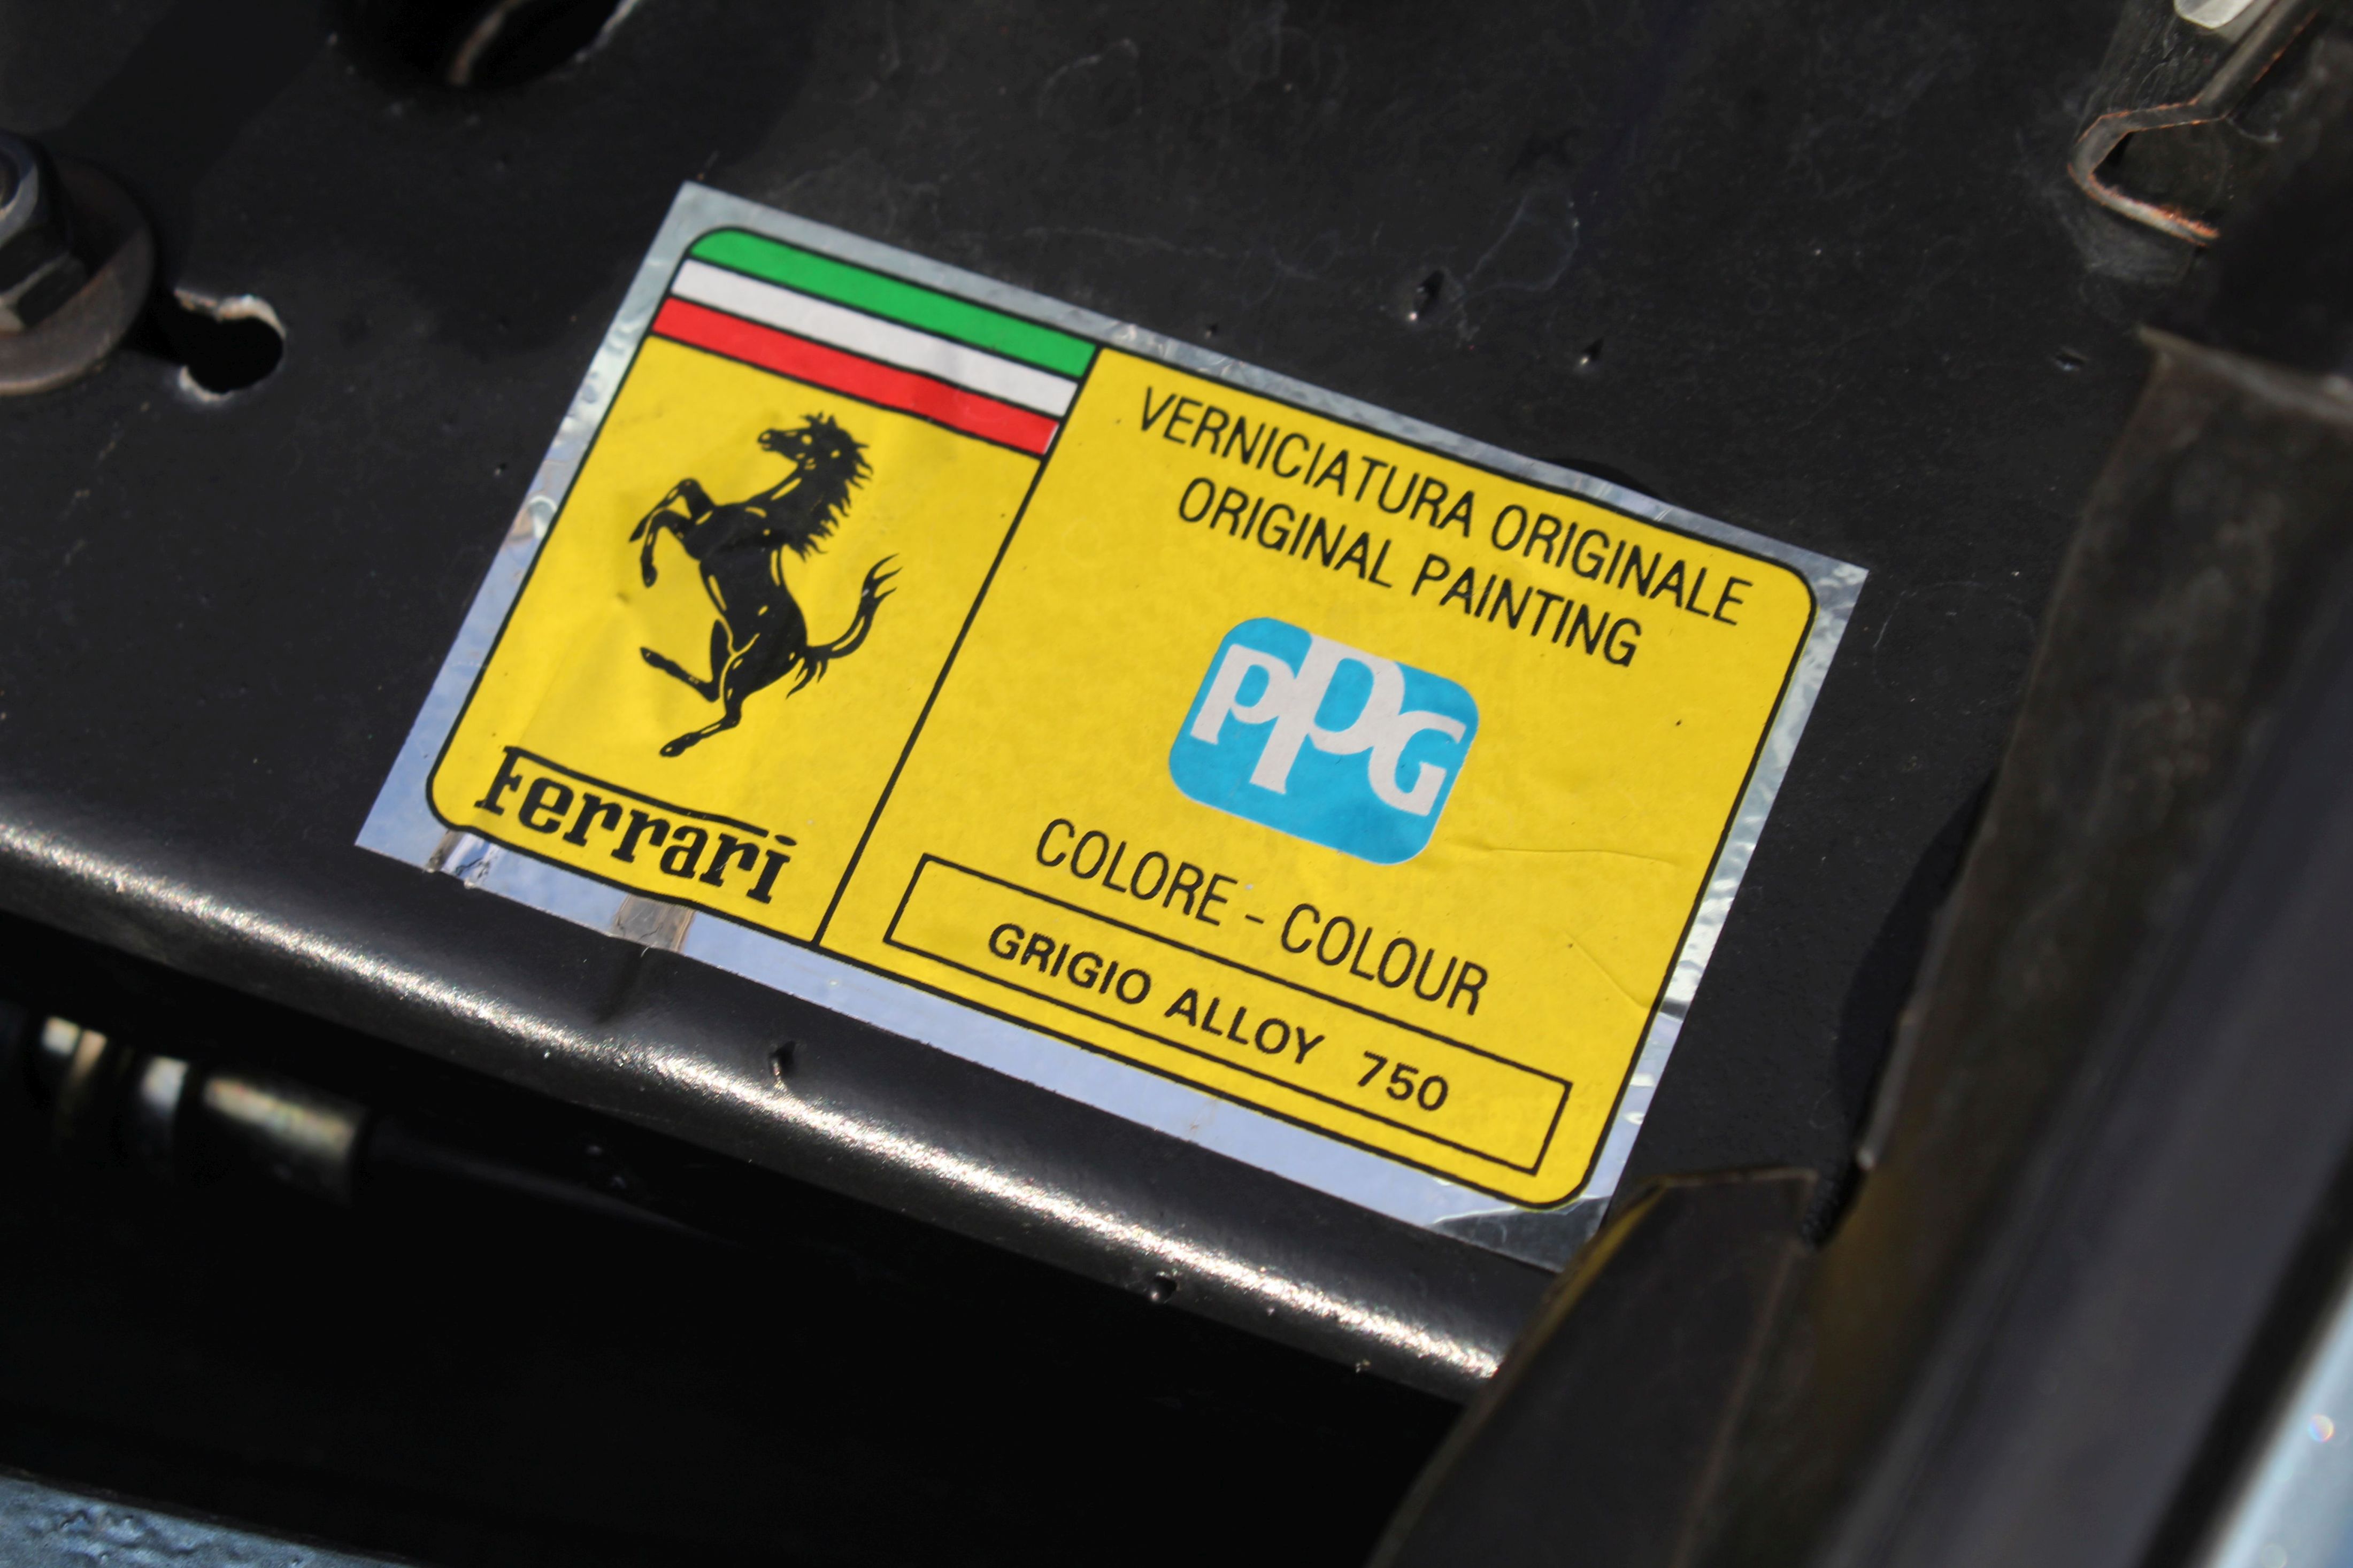 Ferrari
VERNICIATURA ORIGINALE
ORIGINAL PAINTING
PPG
COLORE - COLOUR
GRIGIO ALLOY 750